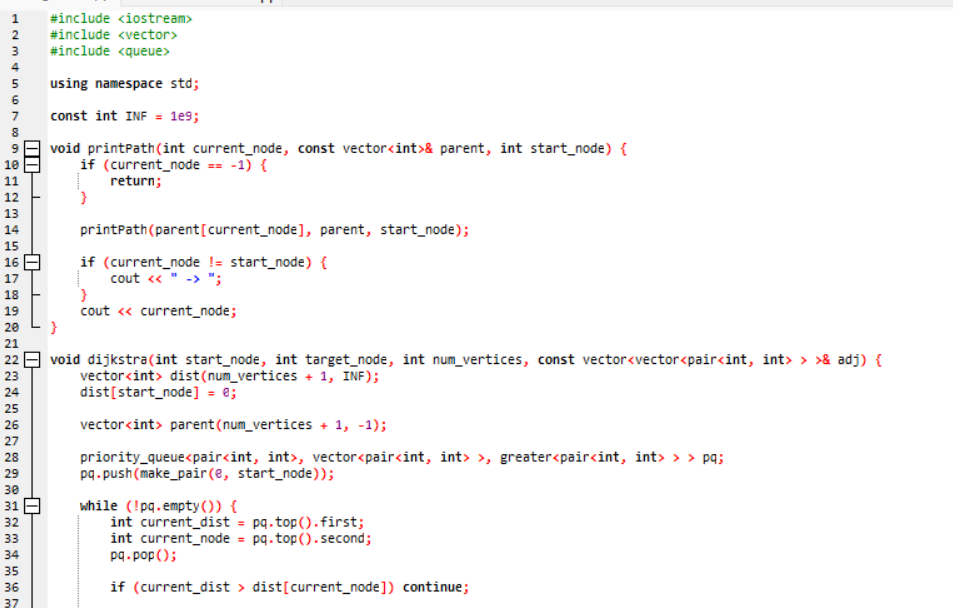 1 #include <iostream>
2 #include <vector>
3 #include <queue>
4
5 using namespace std;
6
7 const int INF = 1e9;
8
9 void printPath(int current_node, const vector<int>& parent, int start_node) {
10 if (current_node == -1) {
11 return;
12 }
13
14 printPath(parent[current_node], parent, start_node);
15
16 if (current_node != start_node) {
17 cout << " -> ";
18 }
19 cout << current_node;
20 }
21
22 void dijkstra(int start_node, int target_node, int num_vertices, const vector<vector<pair<int, int> > >& adj) {
23 vector<int> dist(num_vertices + 1, INF);
24 dist[start_node] = 0;
25
26 vector<int> parent(num_vertices + 1, -1);
27
28 priority_queue<pair<int, int>, vector<pair<int, int> >, greater<pair<int, int> > > pq;
29 pq.push(make_pair(0, start_node));
30
31 while (!pq.empty()) {
32 int current_dist = pq.top().first;
33 int current_node = pq.top().second;
34 pq.pop();
35
36 if (current_dist > dist[current_node]) continue;
37